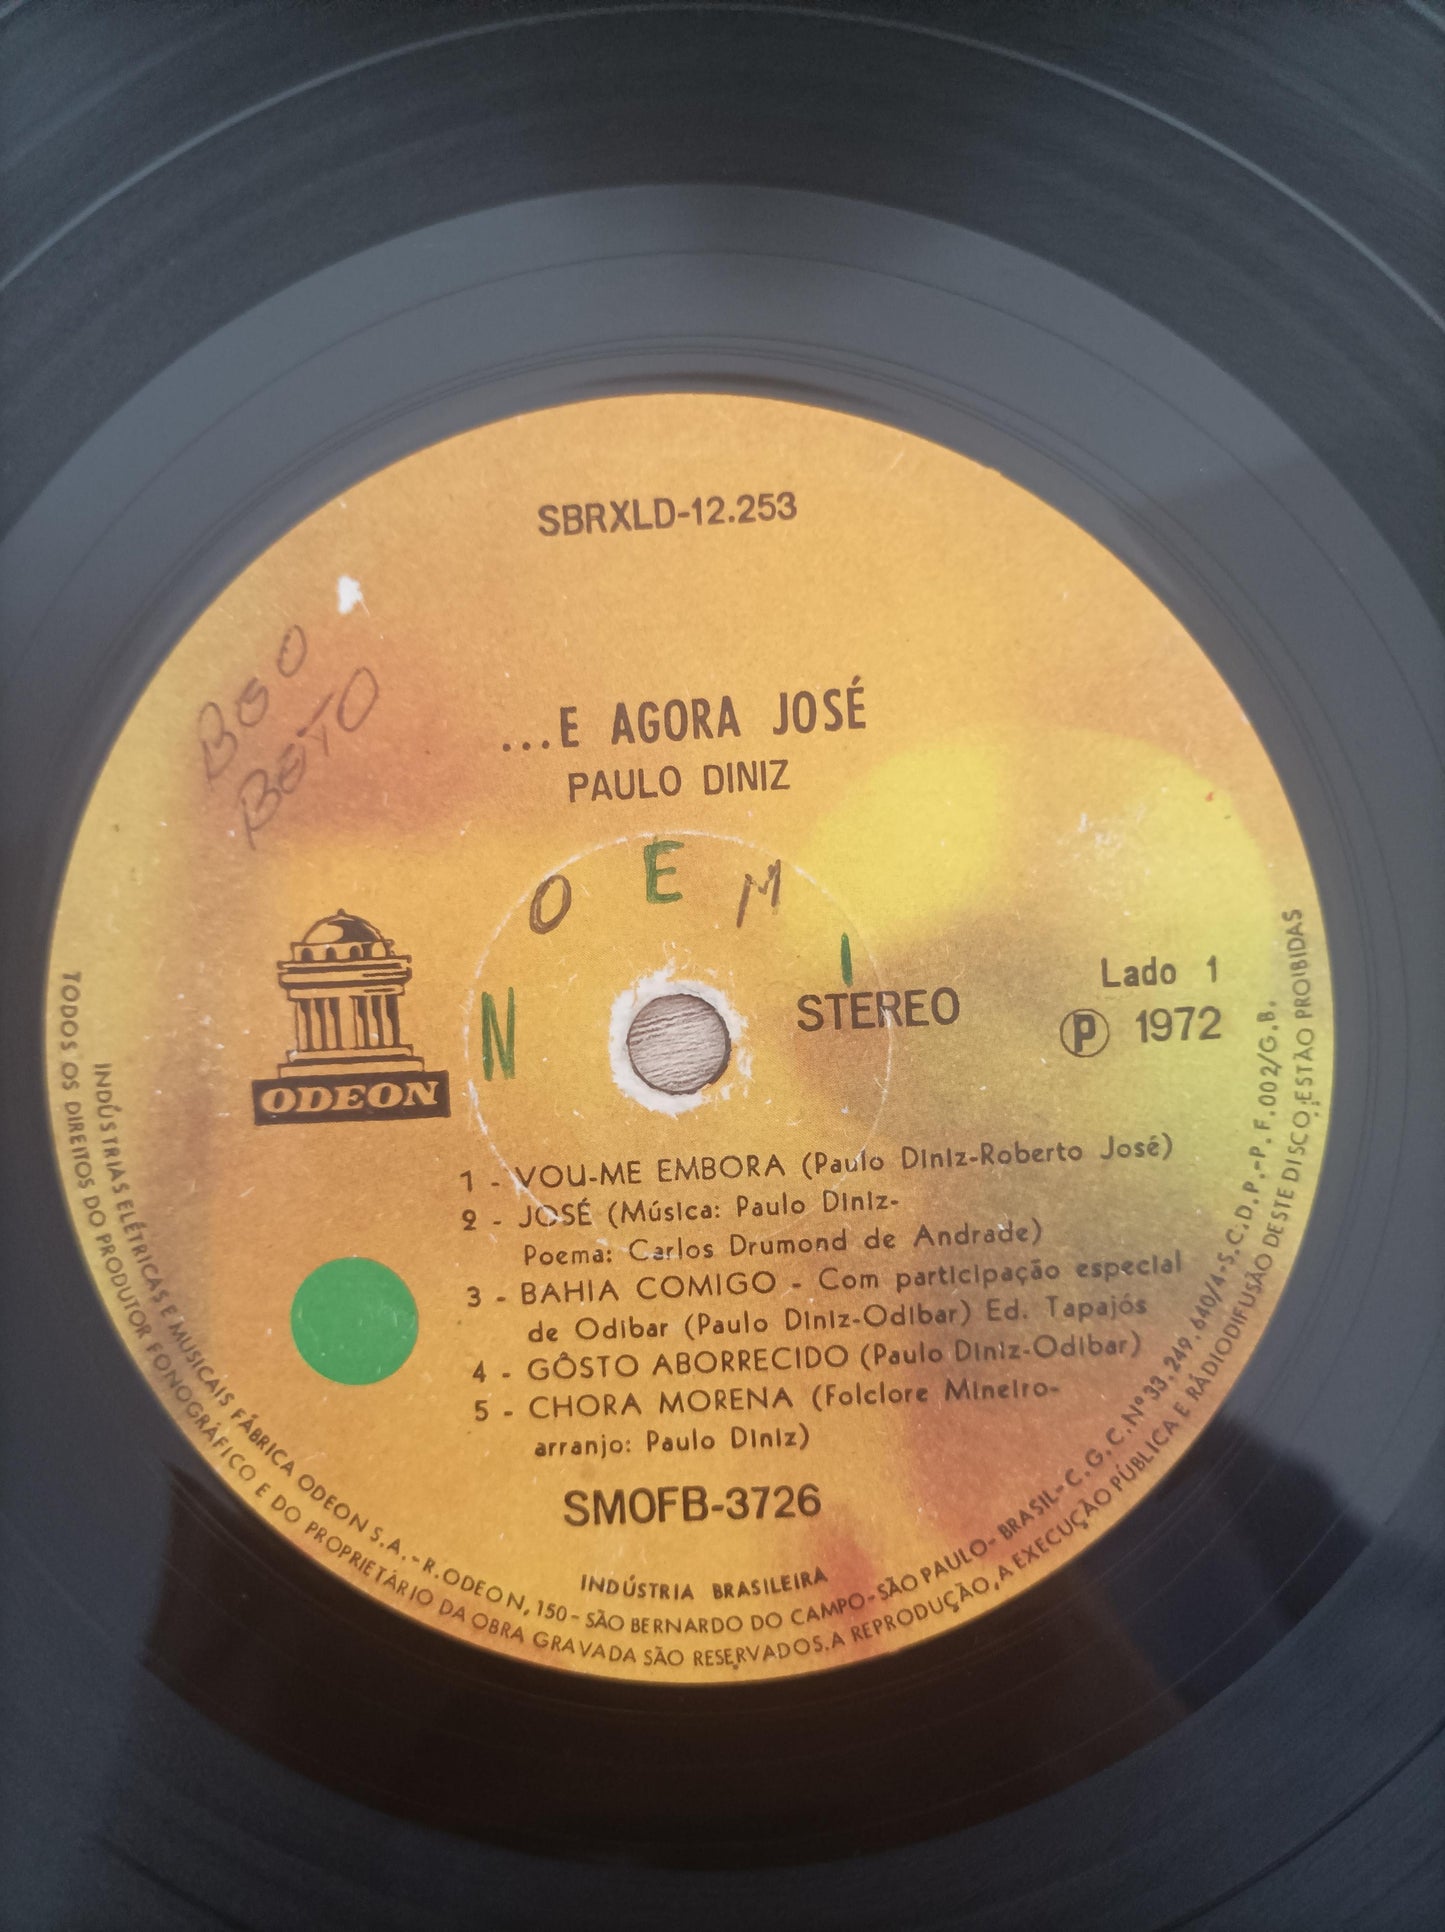 SBRXLD-12.253
...E AGORA JOSÉ
PAULO DINIZ
N O E M I
ODEON
STEREO
Lado 1
Ⓟ 1972
1 - VOU-ME EMBORA (Paulo Diniz-Roberto José)
2 - JOSÉ (Música: Paulo Diniz-
Poema: Carlos Drumond de Andrade)
3 - BAHIA COMIGO - Com participação especial
de Odibar (Paulo Diniz-Odibar) Ed. Tapajós
4 - GÔSTO ABORRECIDO (Paulo Diniz-Odibar)
5 - CHORA MORENA (Folclore Mineiro-
arranjo: Paulo Diniz)
SMOFB-3726
INDÚSTRIA BRASILEIRA
INDÚSTRIAS ELÉTRICAS E MUSICAIS FÁBRICA ODEON S.A.-R.ODEON, 150-SÃO BERNARDO DO CAMPO-SÃO PAULO-BRASIL-C.G.C.Nº33.249.640/4-S.C.D.P.-P.F.002/G.B.
TODOS OS DIREITOS DO PRODUTOR FONOGRÁFICO E DO PROPRIETÁRIO DA OBRA GRAVADA SÃO RESERVADOS.A REPRODUÇÃO,A EXECUÇÃO PÚBLICA E RÁDIODIFUSÃO DESTE DISCO ESTÃO PROIBIDAS